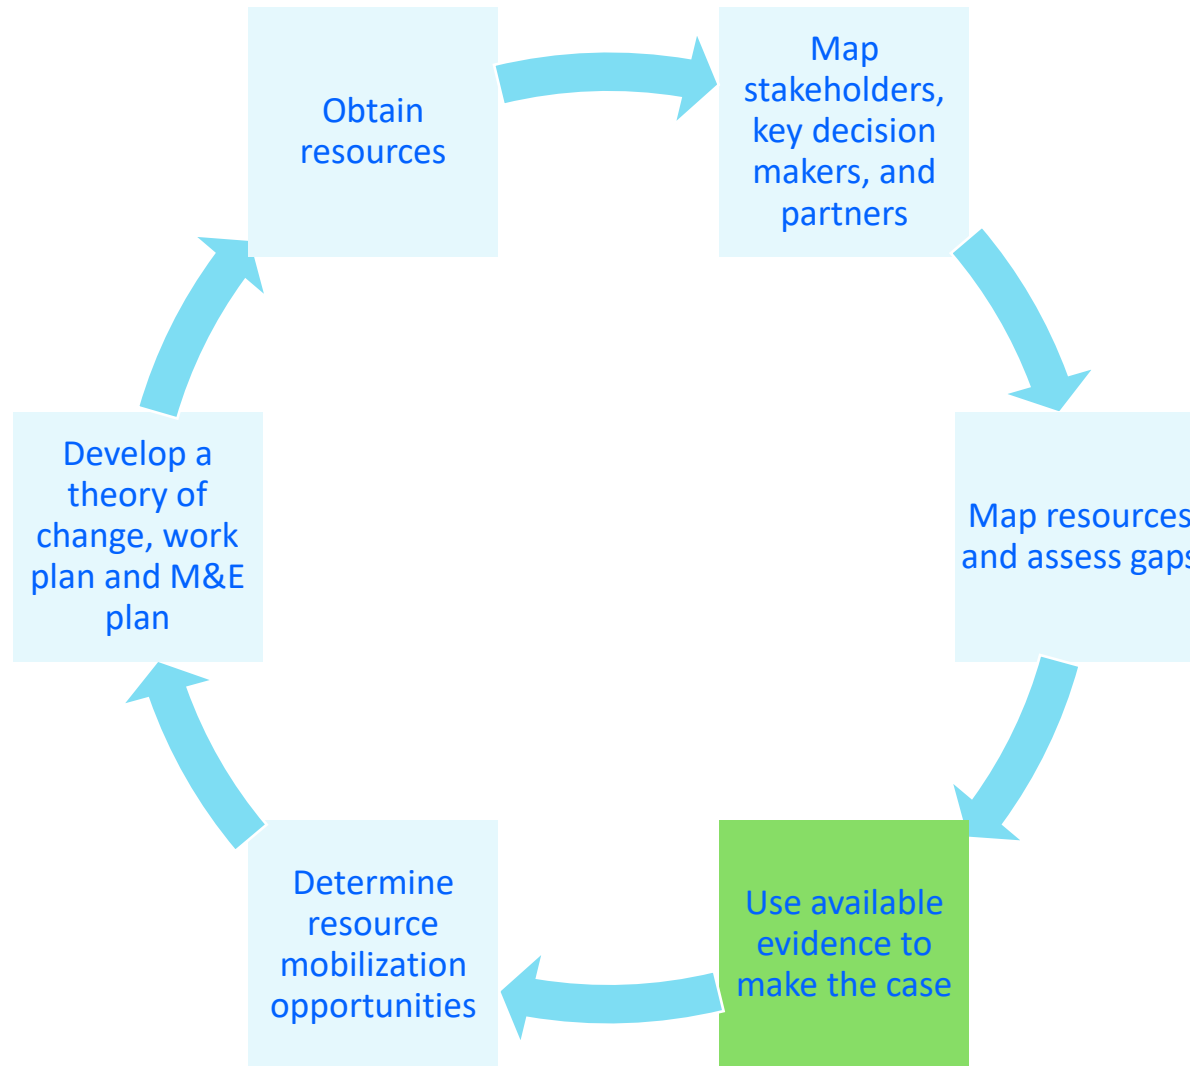 Obtain
resources
Map
stakeholders,
key decision
makers, and
partners
Map resources
and assess gaps
Use available
evidence to
make the case
Determine
resource
mobilization
opportunities
Develop a
theory of
change, work
plan and M&E
plan